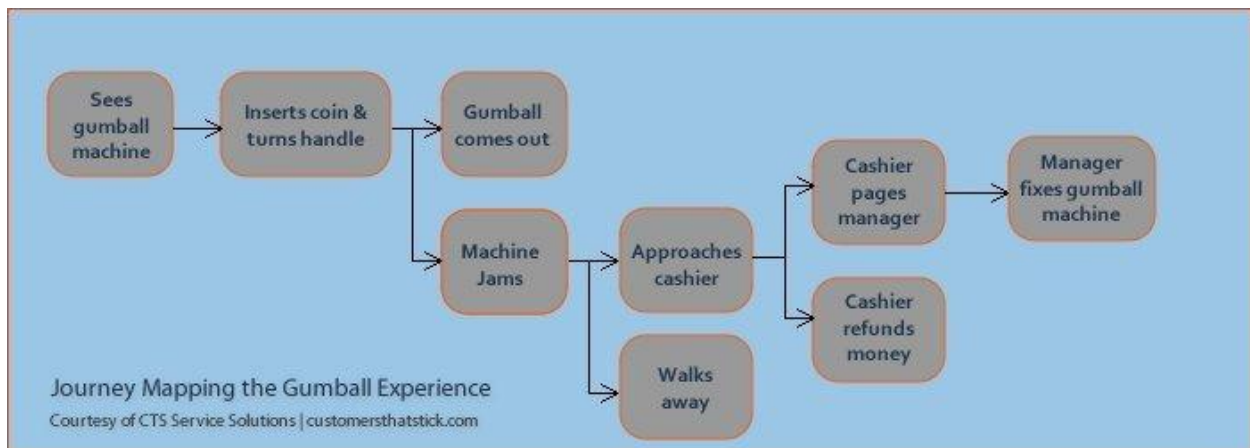 Sees
gumball
machine
Inserts coin &
turns handle
Gumball
comes out
Machine
Jams
Approaches
cashier
Walks
away
Cashier
pages
manager
Manager
fixes gumball
machine
Cashier
refunds
money
Journey Mapping the Gumball Experience
Courtesy of CTS Service Solutions | customersthatstick.com